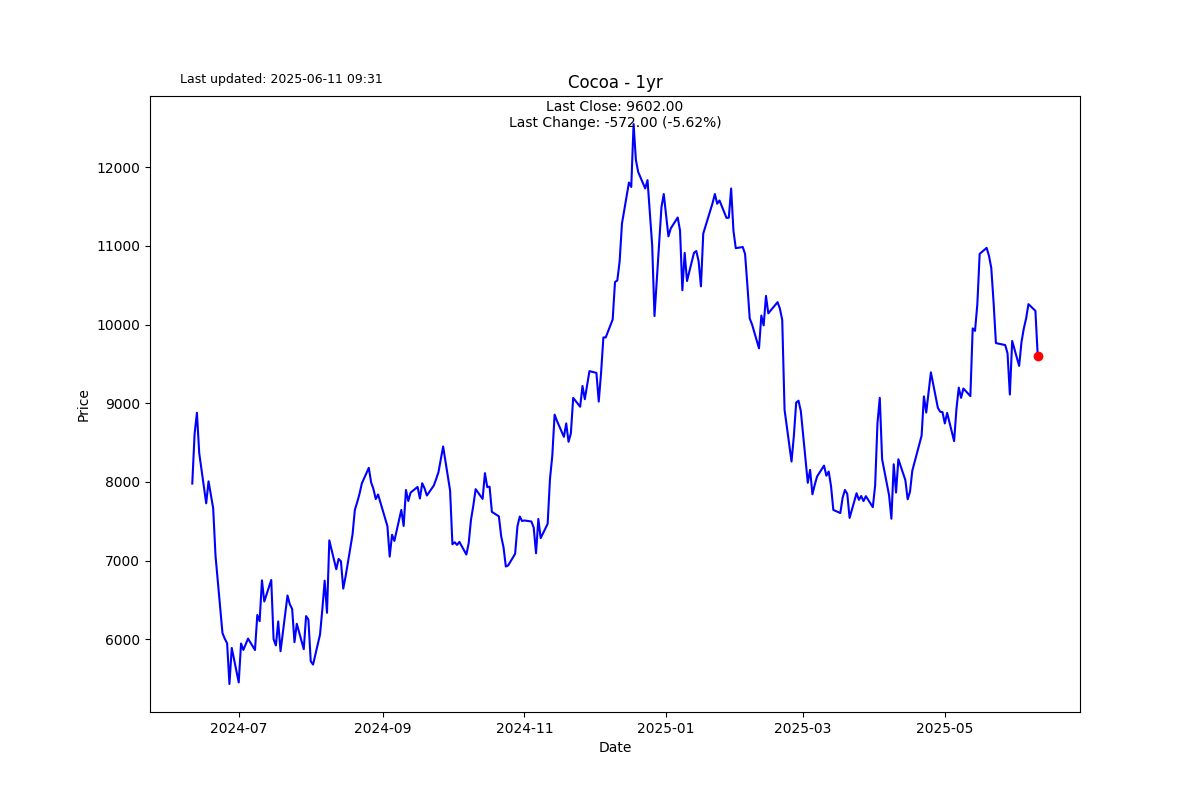 Last updated: 2025-06-11 09:31
Cocoa - 1yr
Last Close: 9602.00
Last Change: -572.00 (-5.62%)
12000
11000
10000
9000
8000
7000
6000
Price
2024-07
2024-09
2024-11
2025-01
2025-03
2025-05
Date